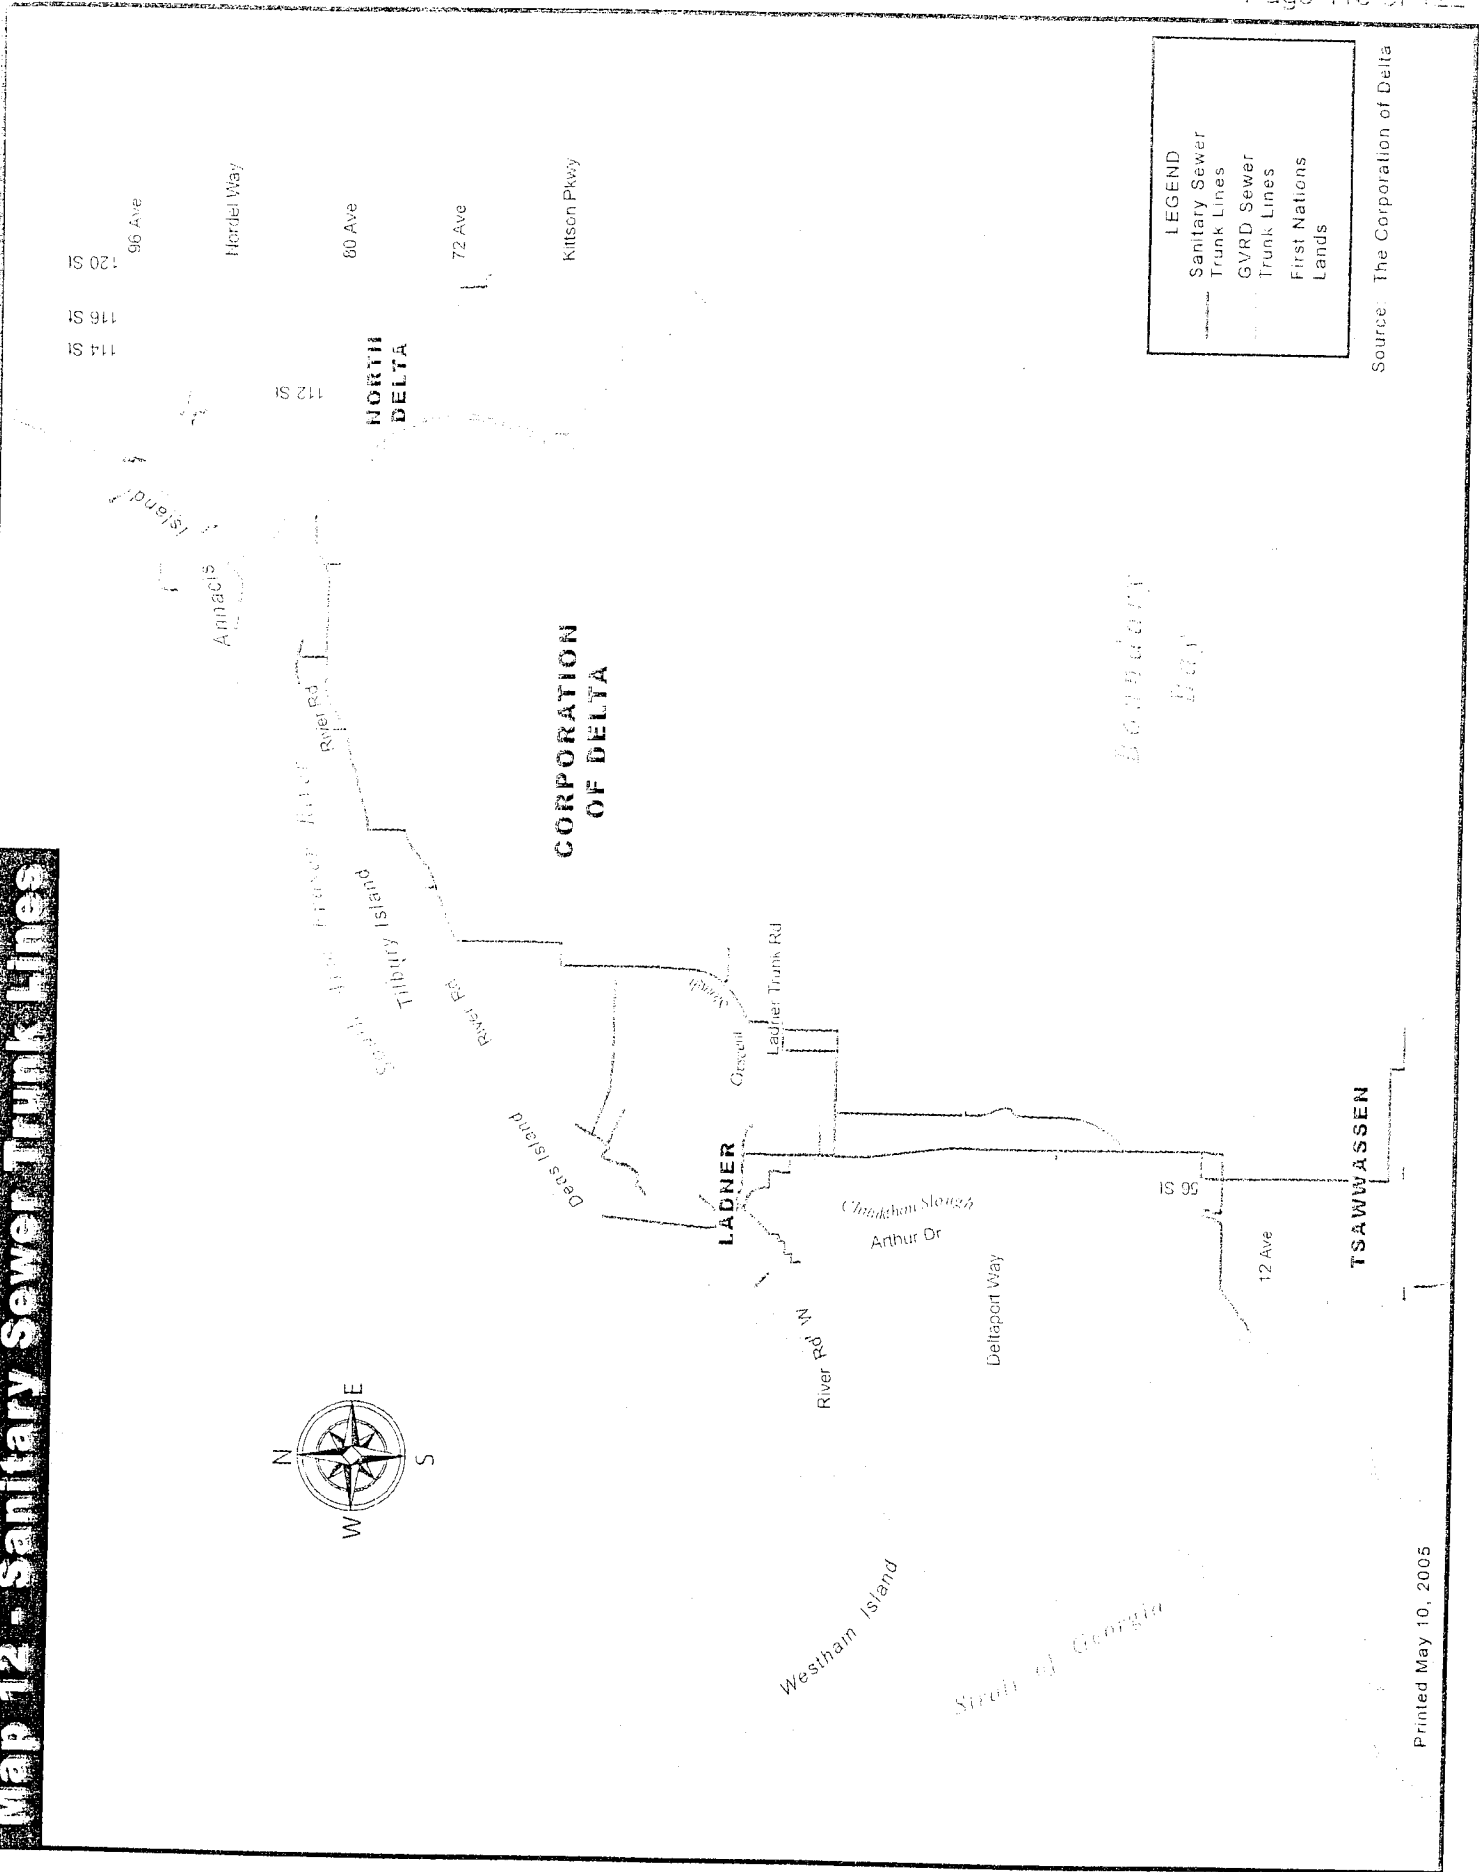 Map 12 - Sanitary Sewer Trunk Lines
N
W
E
S
120 St
116 St
114 St
112 St
96 Ave
Nordel Way
80 Ave
72 Ave
Kittson Pkwy
NORTH
DELTA
Annacis Island
River Rd
Tilbury Island
River Rd
Deas Island
CORPORATION
OF DELTA
Crescent Slough
Ladner Trunk Rd
LADNER
River Rd W
Westham Island
Slough
Arthur Dr
Deltaport Way
Strait of Georgia
Boundary
Bay
56 St
12 Ave
TSAWWASSEN
LEGEND
Sanitary Sewer
Trunk Lines
GVRD Sewer
Trunk Lines
First Nations
Lands
Source: The Corporation of Delta
Printed May 10, 2005